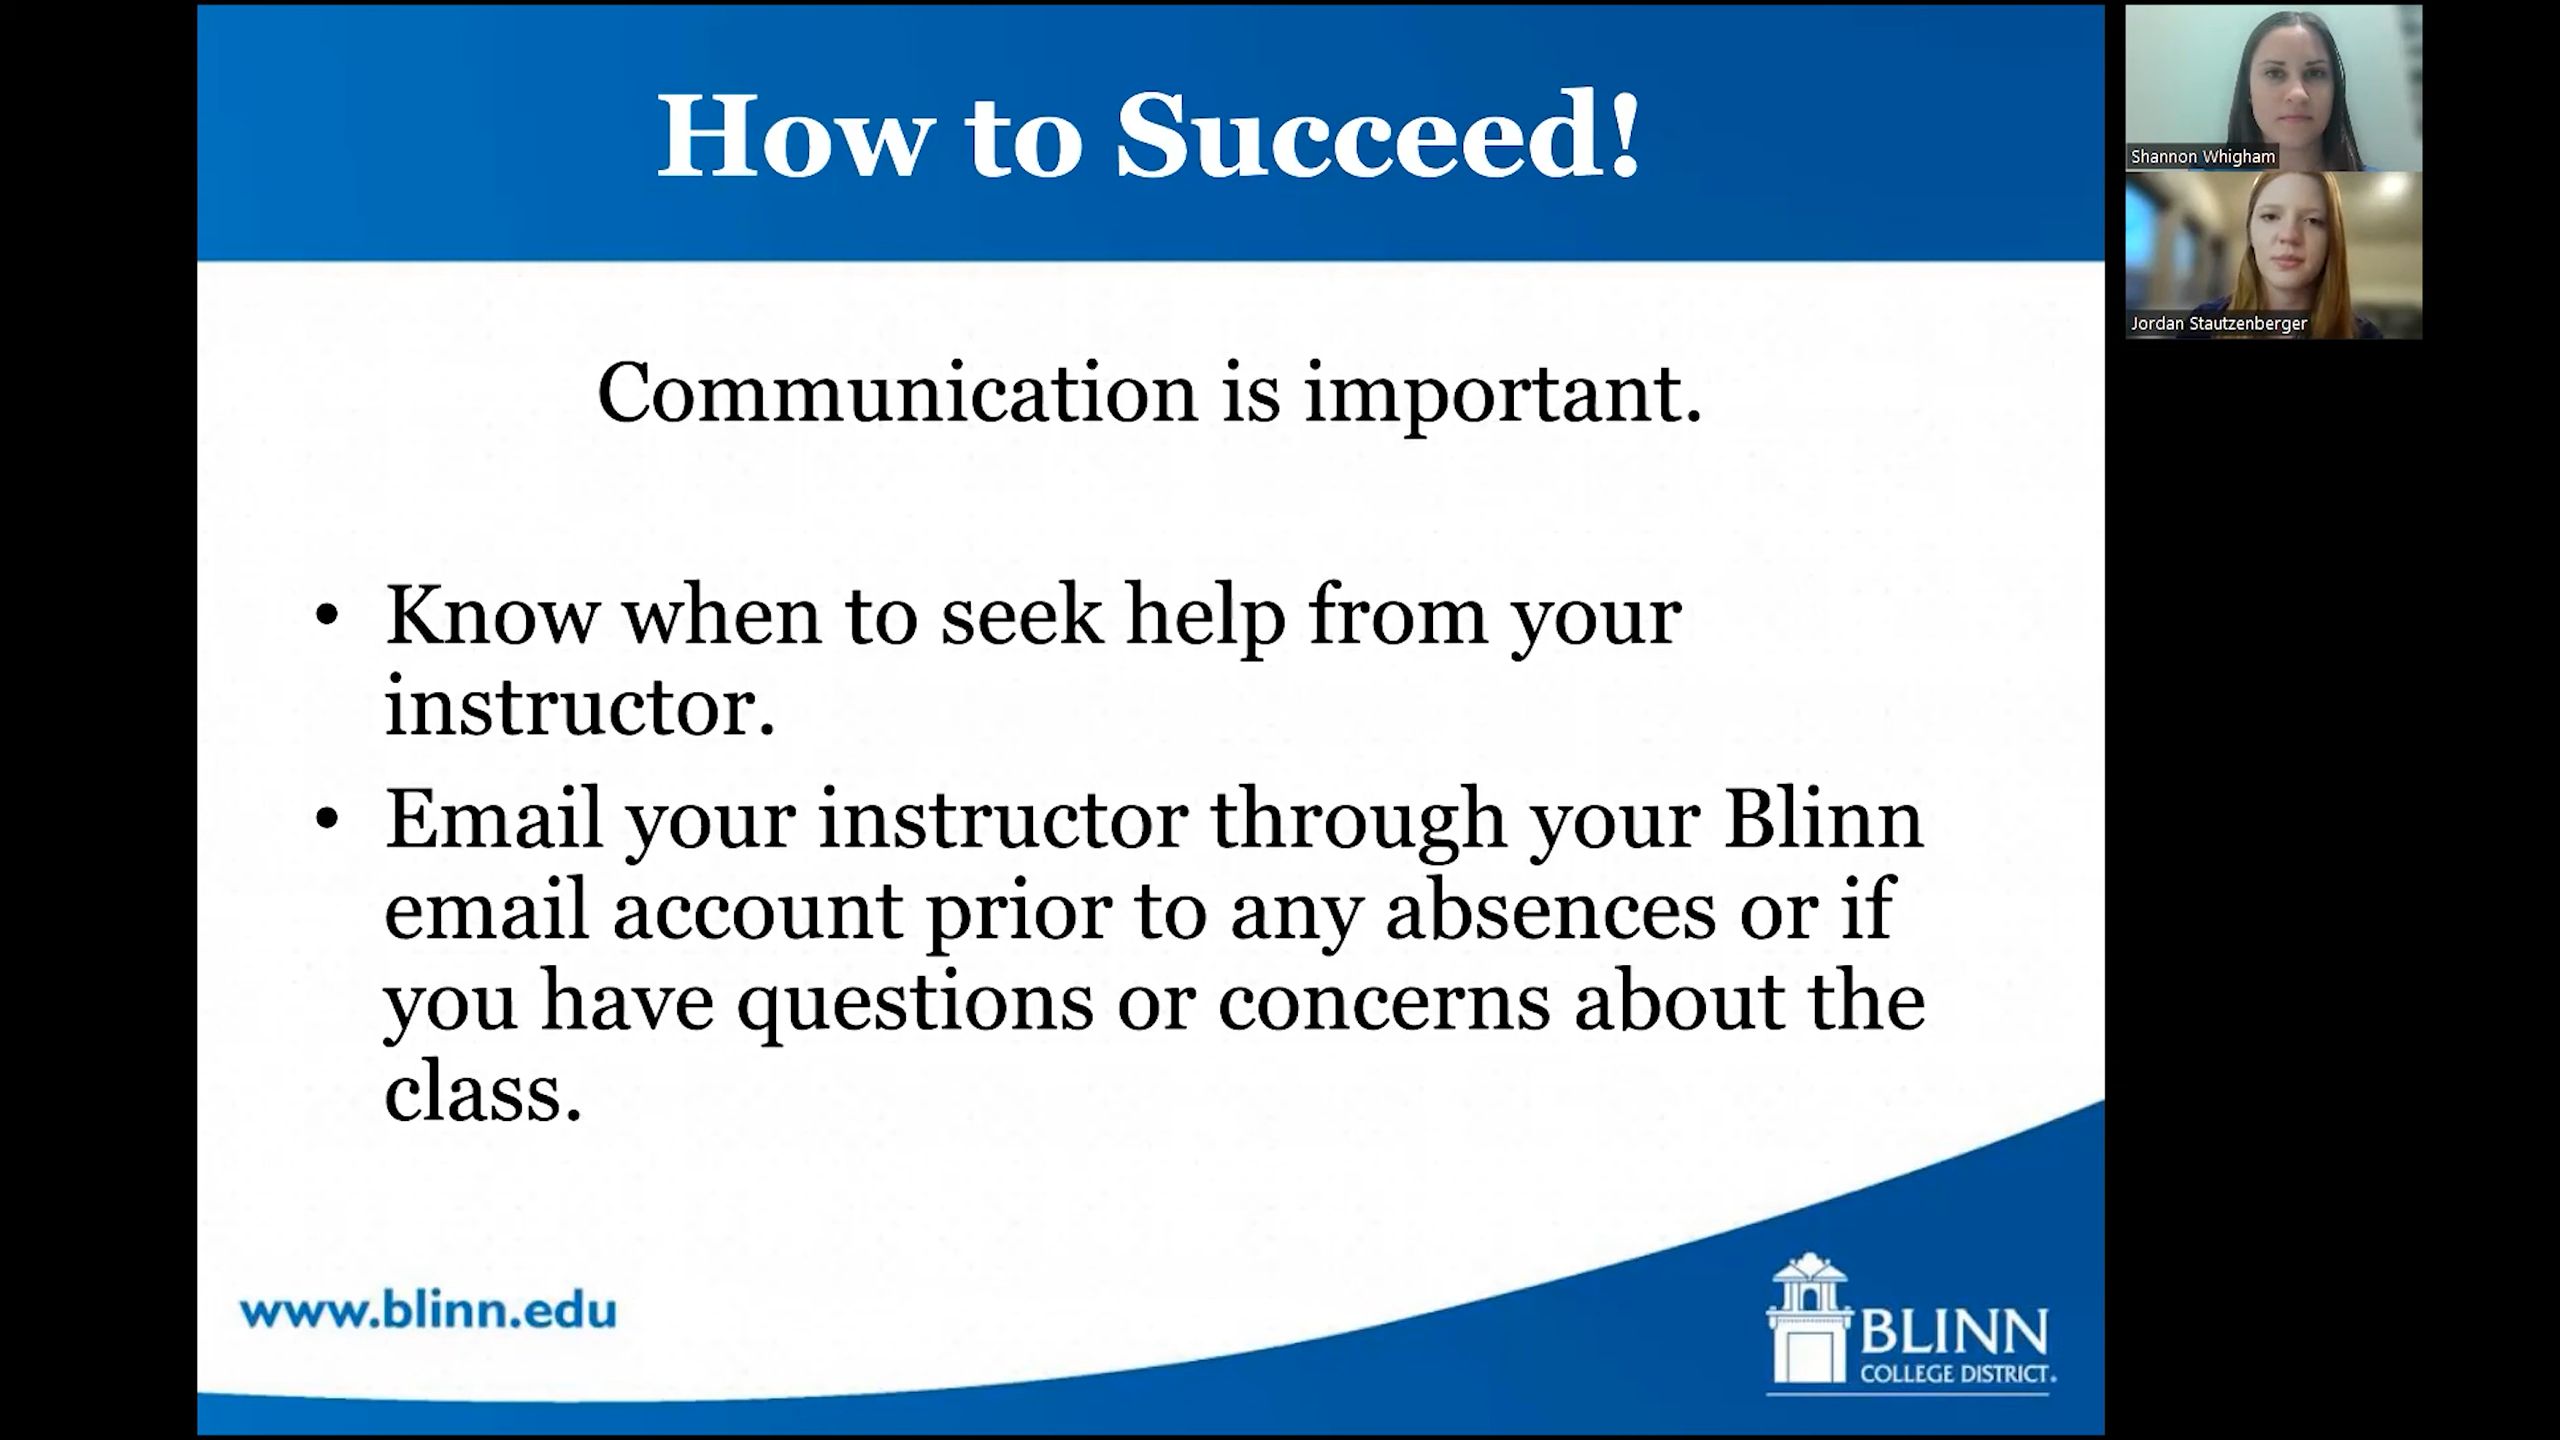 How to Succeed!
Communication is important.
• Know when to seek help from your
instructor.
• Email your instructor through your Blinn
email account prior to any absences or if
you have questions or concerns about the
class.
www.blinn.edu
BLINN
COLLEGE DISTRICT.
Shannon Whigham
Jordan Stautzenberger